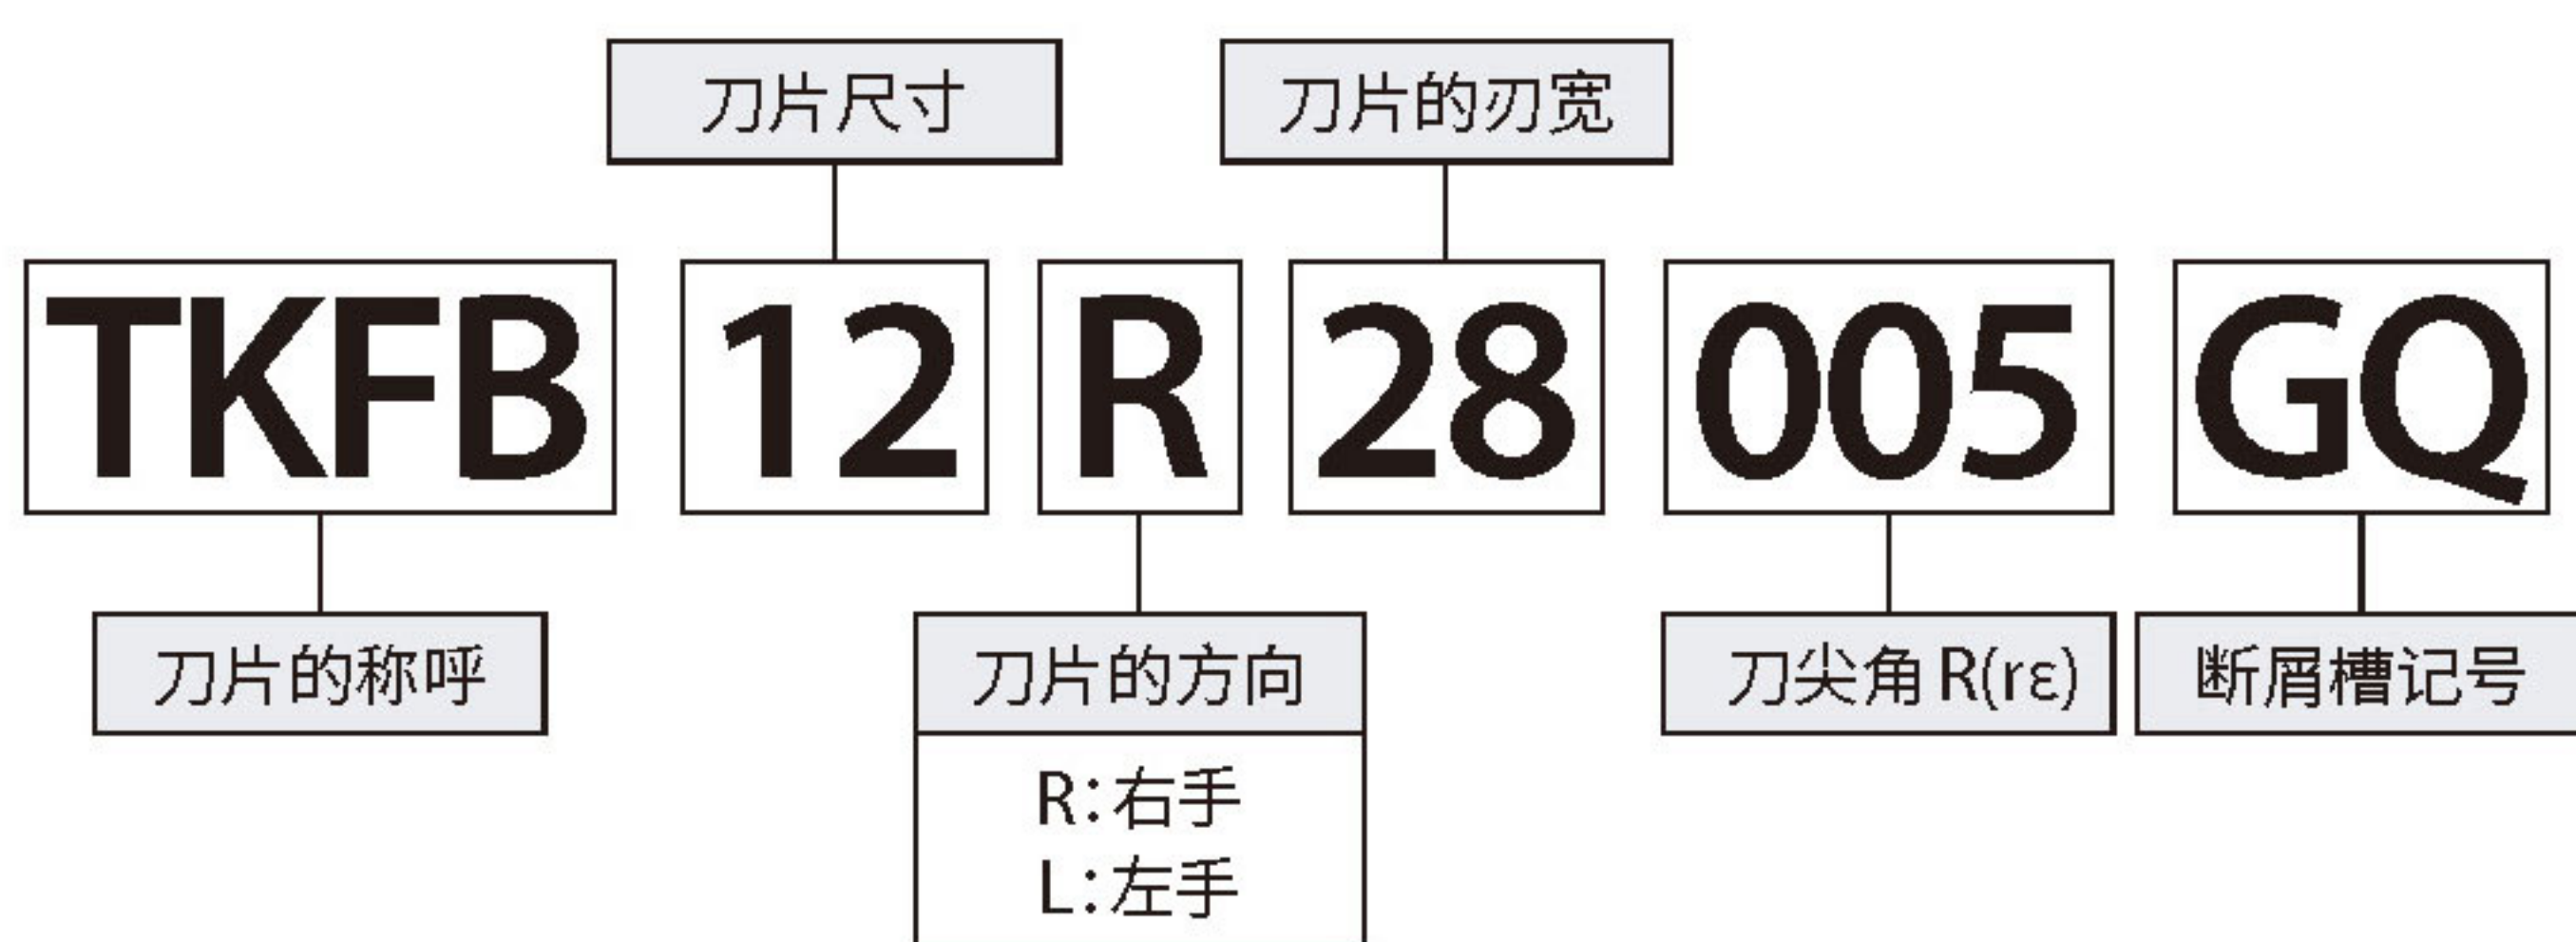 刀片尺寸 刀片的刃宽
TKFB 12 R 28 005 GQ
刀片的称呼 刀片的方向 刀尖角R(rε) 断屑槽记号
R:右手
L:左手